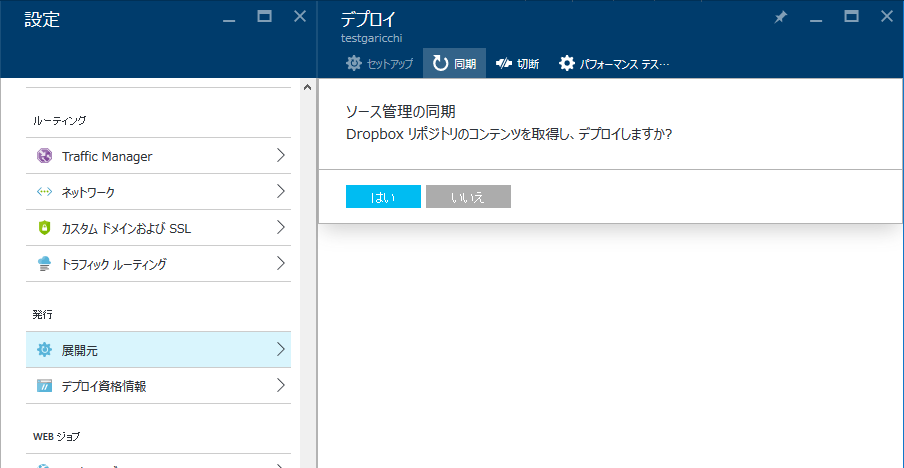 設定
ルーティング
Traffic Manager
ネットワーク
カスタム ドメインおよび SSL
トラフィック ルーティング
発行
展開元
デプロイ資格情報
WEB ジョブ
デプロイ
testgaricchi
セットアップ
同期
切断
パフォーマンス テス…
ソース管理の同期
Dropbox リポジトリのコンテンツを取得し、デプロイしますか?
はい
いいえ